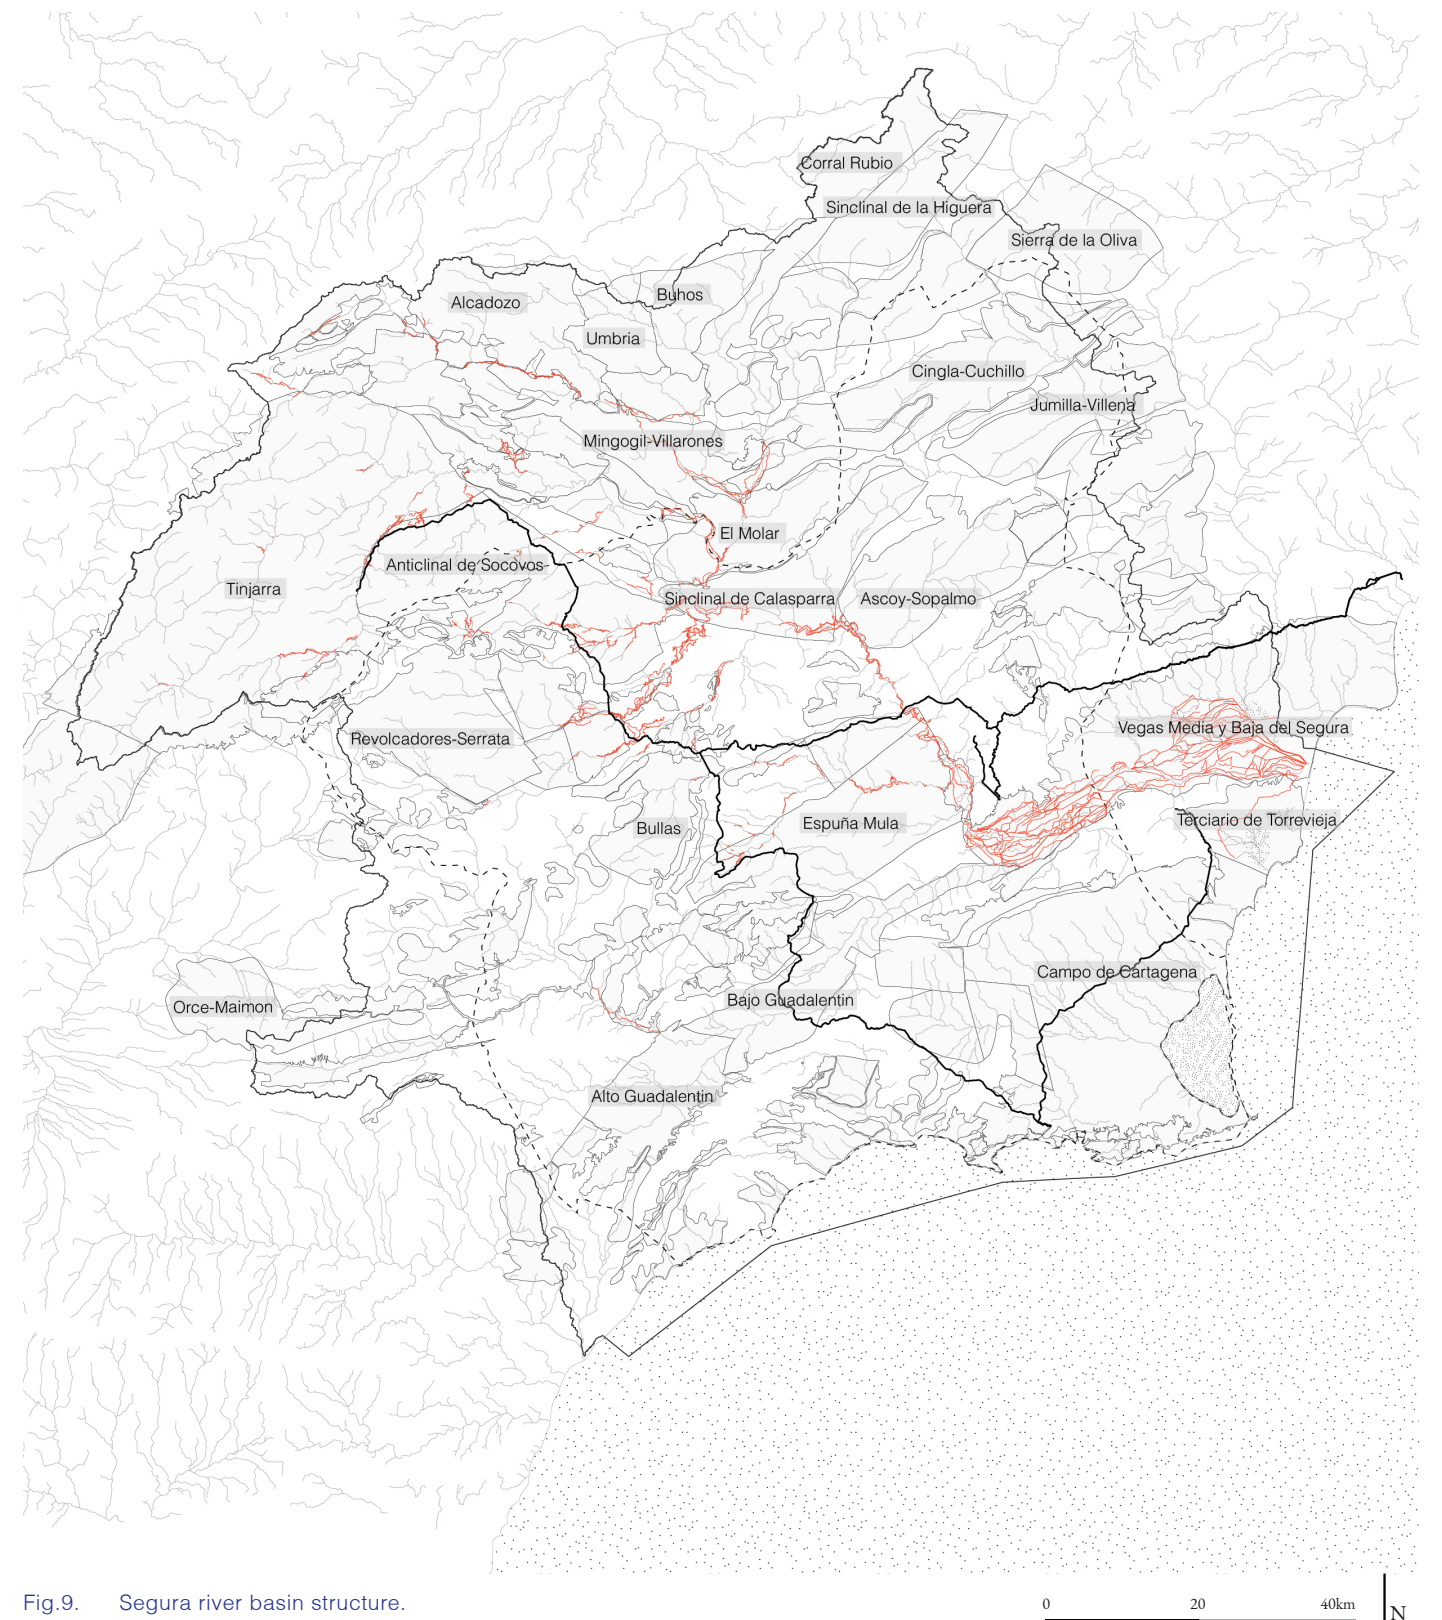 Corral Rubio
Sinclinal de la Higuera
Sierra de la Oliva
Buhos
Alcadozo
Umbria
Cingla-Cuchillo
Jumilla-Villena
Mingogil-Villarones
El Molar
Anticlinal de Socovos
Tinjarra
Sinclinal de Calasparra
Ascoy-Sopalmo
Vegas Media y Baja del Segura
Revolcadores-Serrata
Terciario de Torrevieja
Bullas
Espuña Mula
Campo de Cartagena
Orce-Maimon
Bajo Guadalentin
Alto Guadalentin
Fig.9. Segura river basin structure.
0 20 40km
N